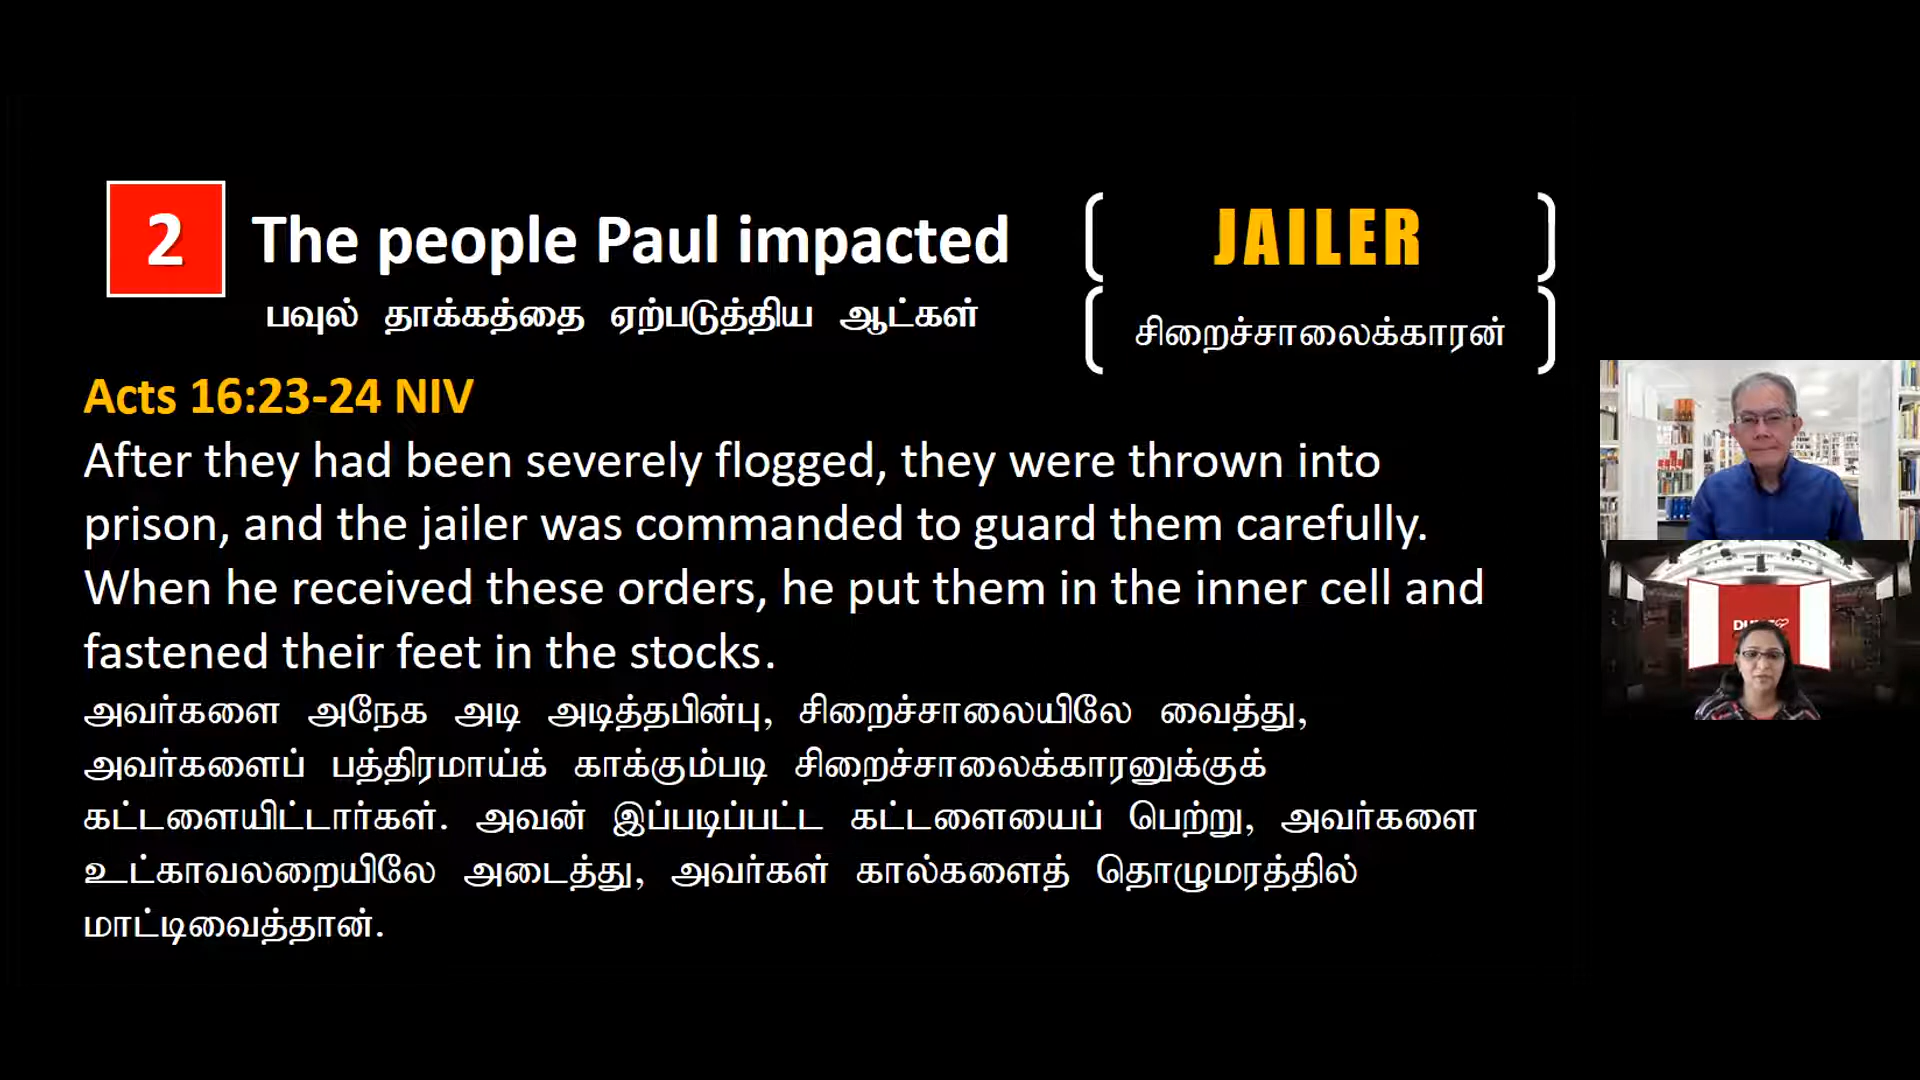 2
The people Paul impacted
JAILER
பவுல் தாக்கத்தை ஏற்படுத்திய ஆட்கள்
சிறைச்சாலைக்காரன்
Acts 16:23-24 NIV
After they had been severely flogged, they were thrown into
prison, and the jailer was commanded to guard them carefully.
When he received these orders, he put them in the inner cell and
fastened their feet in the stocks.
அவர்களை அநேக அடி அடித்தபின்பு, சிறைச்சாலையிலே வைத்து,
அவர்களைப் பத்திரமாய்க் காக்கும்படி சிறைச்சாலைக்காரனுக்குக்
கட்டளையிட்டார்கள். அவன் இப்படிப்பட்ட கட்டளையைப் பெற்று, அவர்களை
உட்காவலறையிலே அடைத்து, அவர்கள் கால்களைத் தொழுமரத்தில்
மாட்டிவைத்தான்.